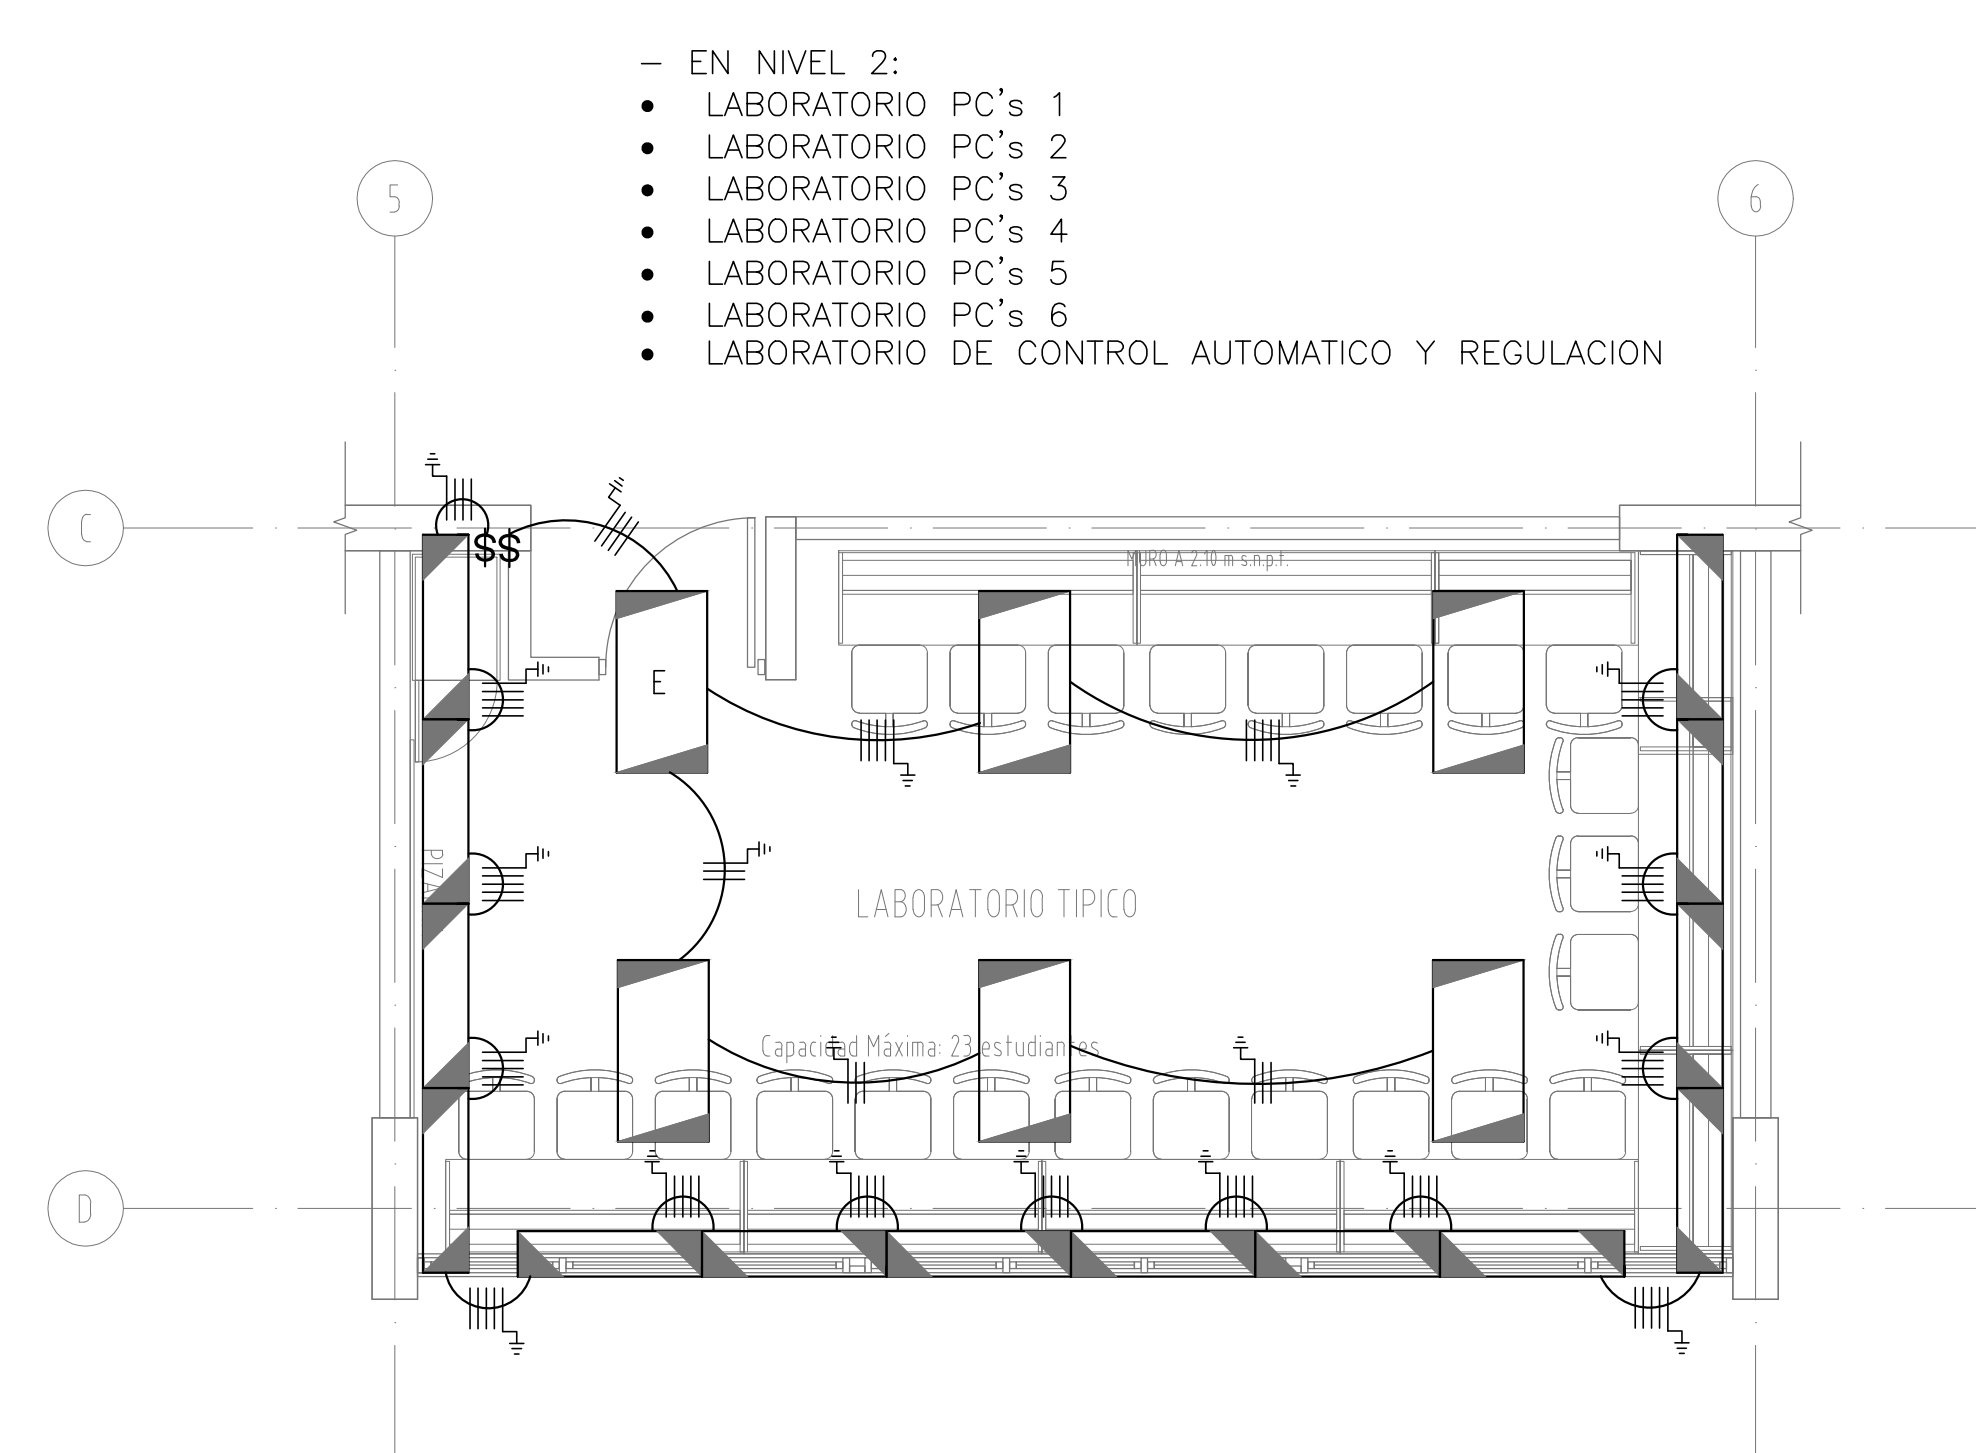 – EN NIVEL 2:
• LABORATORIO PC's 1
• LABORATORIO PC's 2
• LABORATORIO PC's 3
• LABORATORIO PC's 4
• LABORATORIO PC's 5
• LABORATORIO PC's 6
• LABORATORIO DE CONTROL AUTOMATICO Y REGULACION
5
6
C
$$
MURO A 2.10 m s.n.p.t.
E
PIZA
LABORATORIO TIPICO
Capacidad Máxima: 23 estudiantes
D